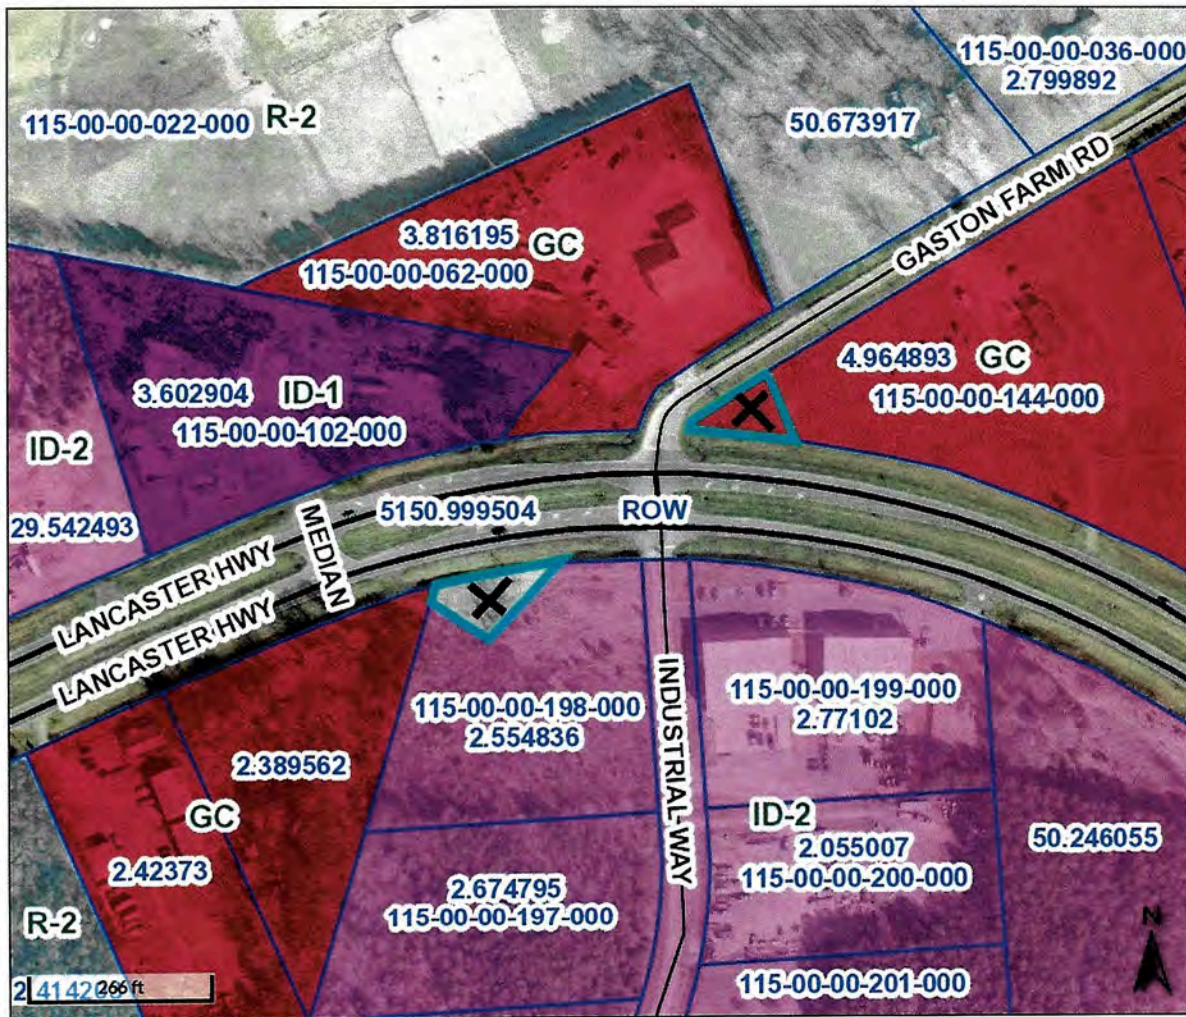 115-00-00-036-000
2.799892
115-00-00-022-000 R-2
50.673917
GASTON FARM RD
3.816195 GC
115-00-00-062-000
4.964893 GC
115-00-00-144-000
3.602904 ID-1
115-00-00-102-000
ID-2
29.542493
MEDIAN
5150.999504
ROW
LANCASTER HWY
LANCASTER HWY
INDUSTRIAL WAY
115-00-00-198-000
2.554836
115-00-00-199-000
2.77102
2.389562
GC
2.42373
ID-2
2.055007
115-00-00-200-000
50.246055
2.674795
115-00-00-197-000
R-2
N
266 ft
115-00-00-201-000